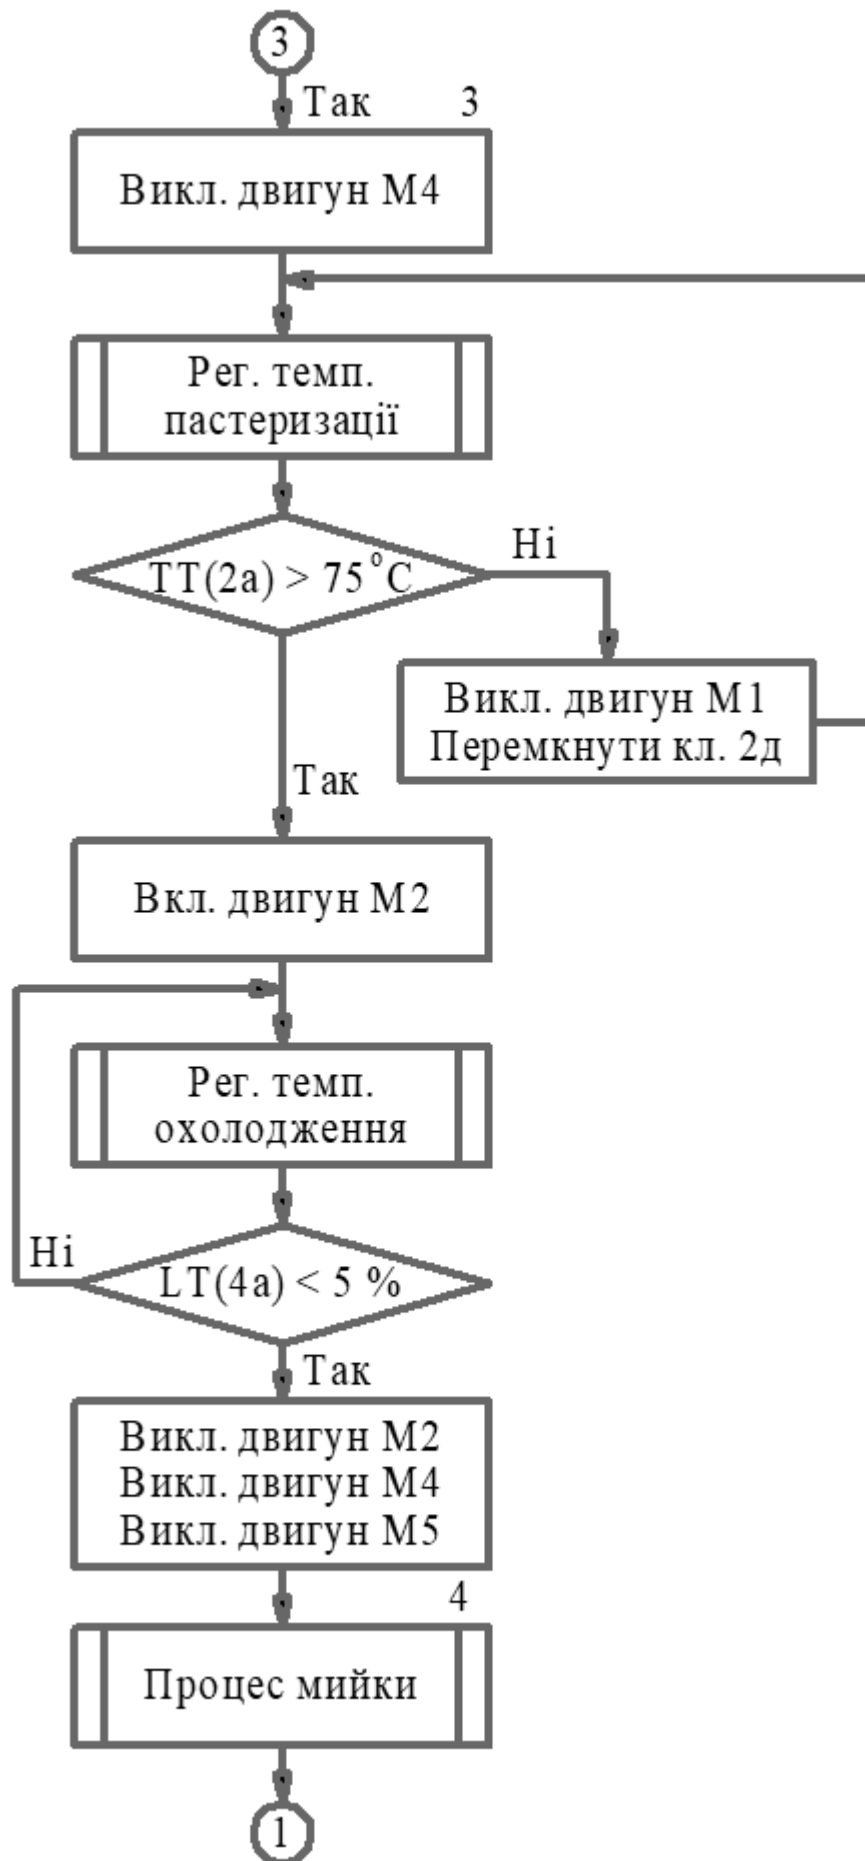 3
Так
3
Викл. двигун М4
Рег. темп.
пастеризації
ТТ(2а) > 75°С
Ні
Викл. двигун М1
Перемкнути кл. 2д
Так
Вкл. двигун М2
Рег. темп.
охолодження
Ні
LT(4а) < 5 %
Так
Викл. двигун М2
Викл. двигун М4
Викл. двигун М5
4
Процес мийки
1